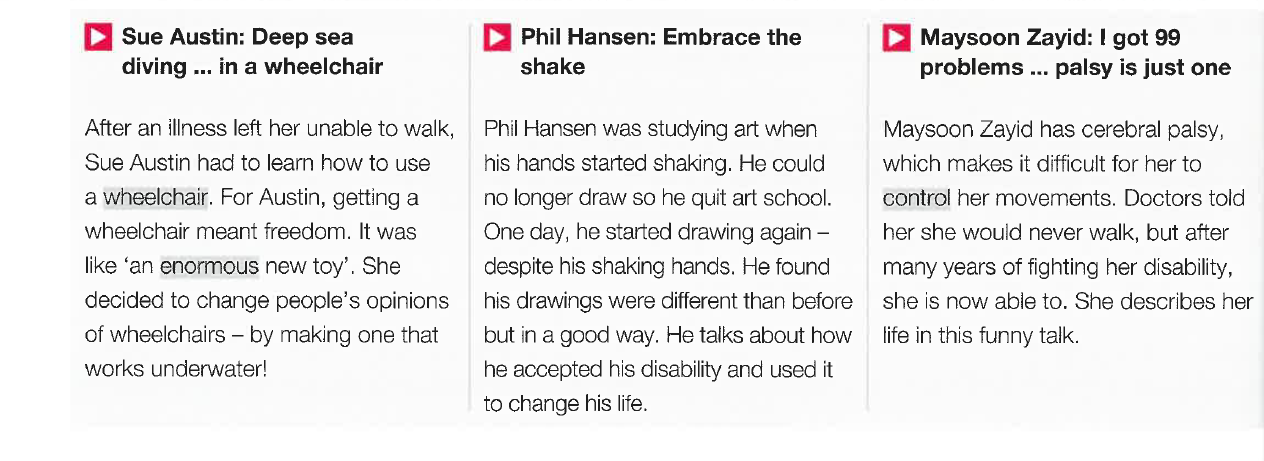 Sue Austin: Deep sea
diving ... in a wheelchair
After an illness left her unable to walk,
Sue Austin had to learn how to use
a wheelchair. For Austin, getting a
wheelchair meant freedom. It was
like ‘an enormous new toy’. She
decided to change people’s opinions
of wheelchairs – by making one that
works underwater!
Phil Hansen: Embrace the
shake
Phil Hansen was studying art when
his hands started shaking. He could
no longer draw so he quit art school.
One day, he started drawing again –
despite his shaking hands. He found
his drawings were different than before
but in a good way. He talks about how
he accepted his disability and used it
to change his life.
Maysoon Zayid: I got 99
problems ... palsy is just one
Maysoon Zayid has cerebral palsy,
which makes it difficult for her to
control her movements. Doctors told
her she would never walk, but after
many years of fighting her disability,
she is now able to. She describes her
life in this funny talk.